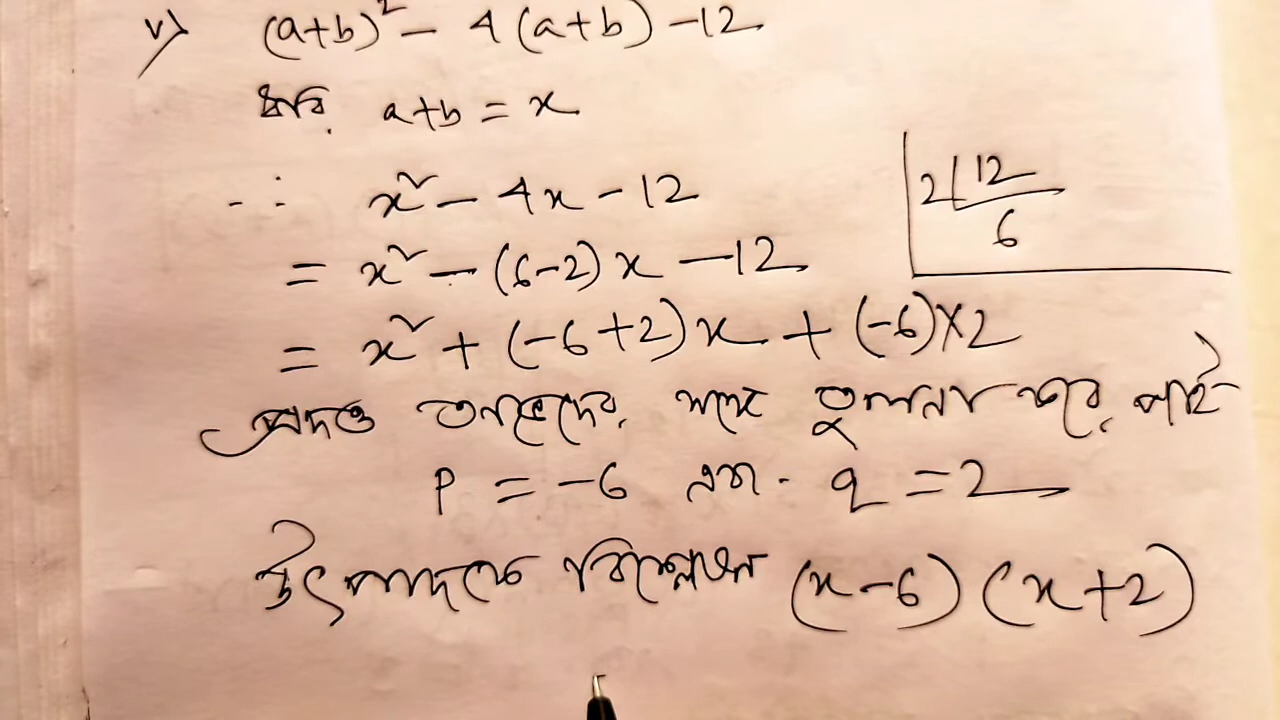 v) (a+b)² - 4(a+b) - 12
ধরি, a+b = x
∴ x² - 4x - 12
2 | 12
6
= x² - (6-2)x - 12
= x² + (-6+2)x + (-6)×2
প্রদত্ত অভেদের সঙ্গে তুলনা করে পাই
p = -6 এবং q = 2
উৎপাদকে বিশ্লেষণ (x-6)(x+2)